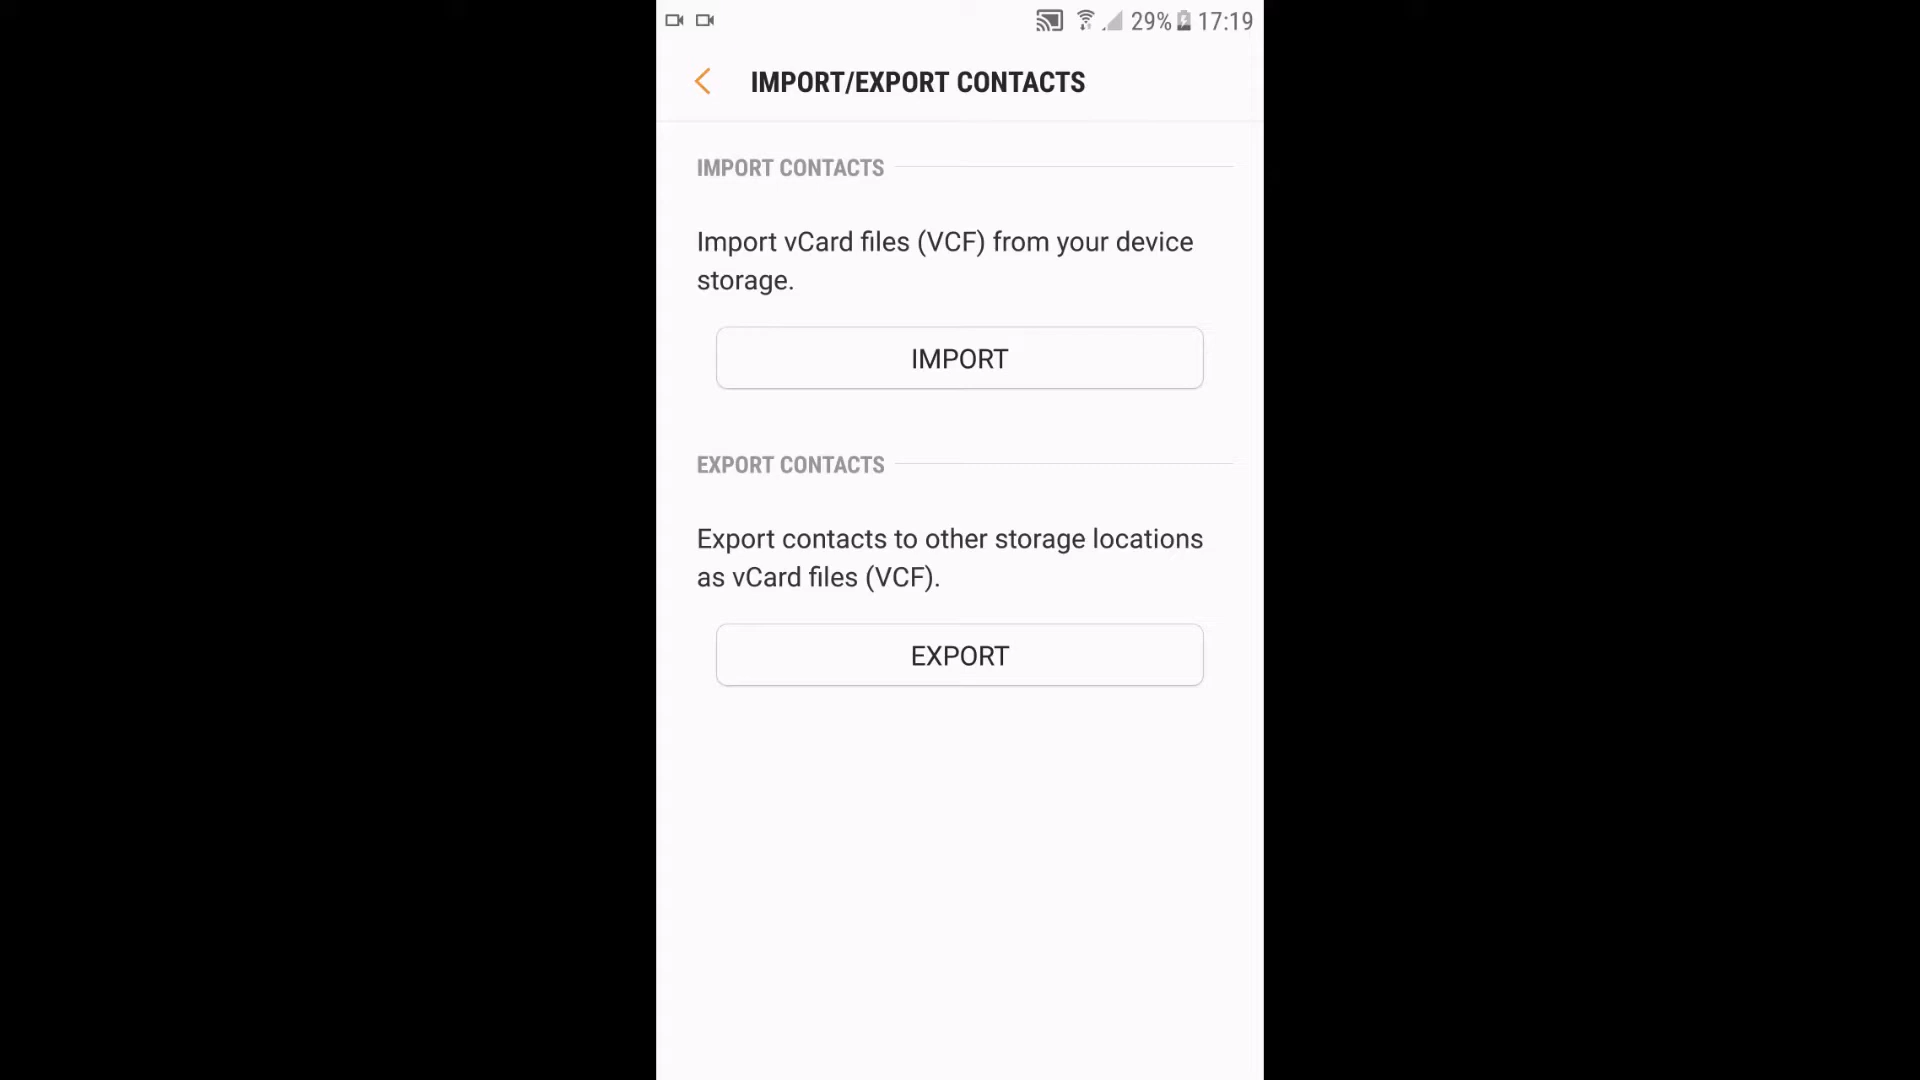 29% 17:19
IMPORT/EXPORT CONTACTS
IMPORT CONTACTS
Import vCard files (VCF) from your device
storage.
IMPORT
EXPORT CONTACTS
Export contacts to other storage locations
as vCard files (VCF).
EXPORT